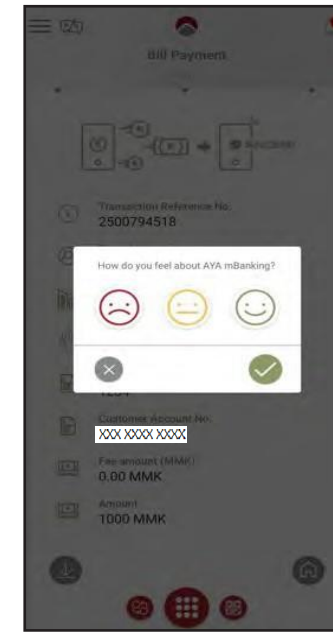 Bill Payment
Transaction Reference No.
2500794518
How do you feel about AYA mBanking?
1234
Customer Account No.
XXX XXXX XXXX
Fee amount (MMK)
0.00 MMK
Amount
1000 MMK